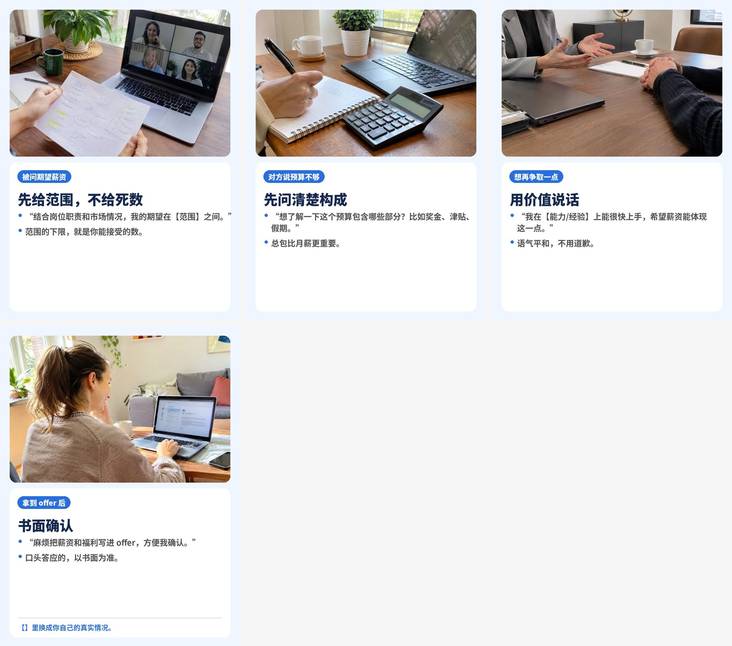 被问期望薪资
先给范围，不给死数
“结合岗位职责和市场情况，我的期望在【范围】之间。”
范围的下限，就是你能接受的数。
对方说预算不够
先问清楚构成
“想了解一下这个预算包含哪些部分？比如奖金、津贴、
假期。”
总包比月薪更重要。
想再争取一点
用价值说话
“我在【能力/经验】上能很快上手，希望薪资能体现
这一点。”
语气平和，不用道歉。
拿到 offer 后
书面确认
“麻烦把薪资和福利写进 offer，方便我确认。”
口头答应的，以书面为准。
【】里换成你自己的真实情况。